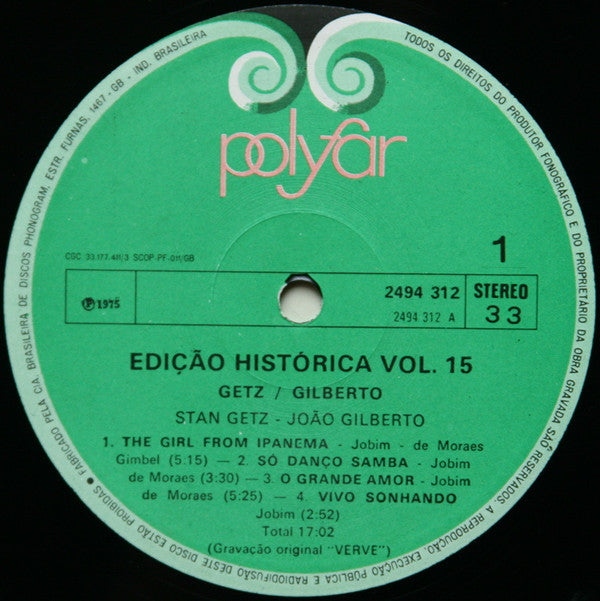 polyfar
CGC 33.177.411/3 SCOP-PF-011/GB
1
℗ 1975
2494 312
STEREO
2494 312 A
33
EDIÇÃO HISTÓRICA VOL. 15
GETZ / GILBERTO
STAN GETZ - JOÃO GILBERTO
1. THE GIRL FROM IPANEMA - Jobim - de Moraes
Gimbel (5:15) — 2. SÓ DANÇO SAMBA - Jobim
de Moraes (3:30) — 3. O GRANDE AMOR - Jobim
de Moraes (5:25) — 4. VIVO SONHANDO
Jobim (2:52)
Total 17:02
(Gravação original "VERVE")
TODOS OS DIREITOS DO PRODUTOR FONOGRÁFICO E DO PROPRIETÁRIO DA OBRA GRAVADA SAÕ RESERVADOS. A REPRODUÇÃO, EXECUÇÃO PÚBLICA E RADIODIFUSÃO DESTE DISCO ESTÃO PROIBIDAS • FABRICADO PELA CIA. BRASILEIRA DE DISCOS PHONOGRAM, ESTR. FURNAS, 1467 - GB - IND. BRASILEIRA